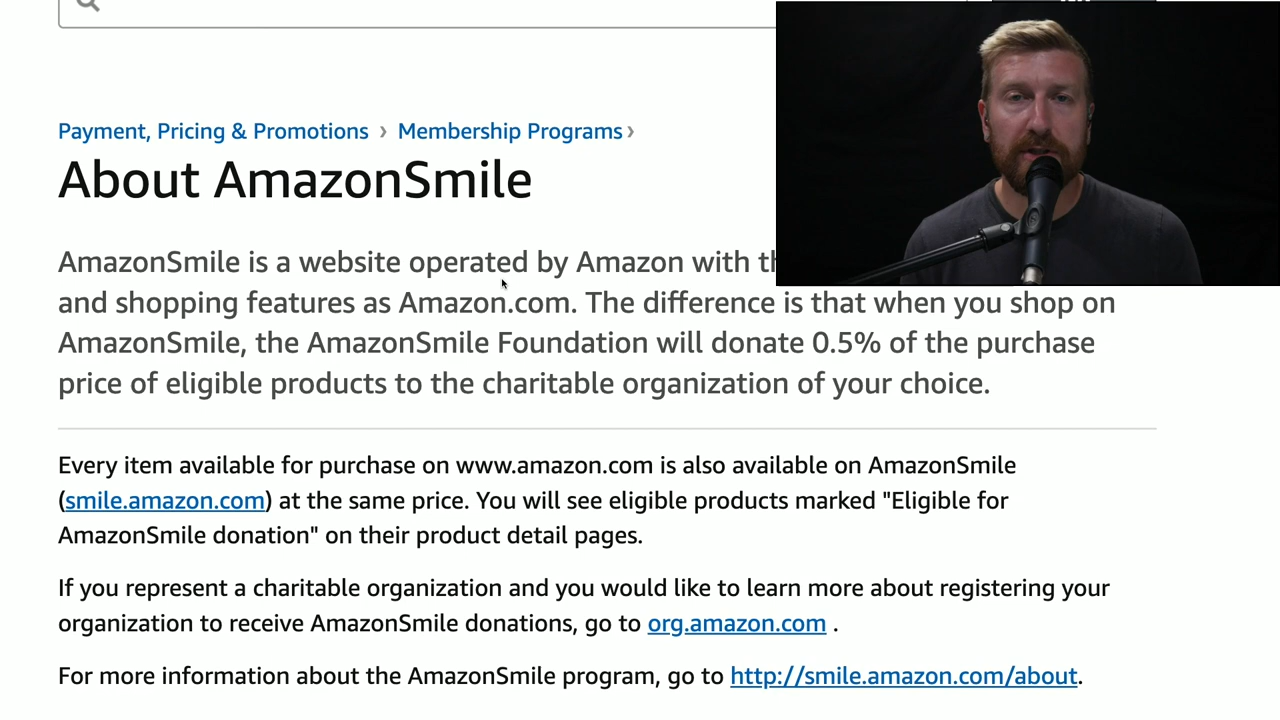 Payment, Pricing & Promotions › Membership Programs ›
About AmazonSmile
AmazonSmile is a website operated by Amazon with
and shopping features as Amazon.com. The difference is that when you shop on
AmazonSmile, the AmazonSmile Foundation will donate 0.5% of the purchase
price of eligible products to the charitable organization of your choice.
Every item available for purchase on www.amazon.com is also available on AmazonSmile
(smile.amazon.com) at the same price. You will see eligible products marked "Eligible for
AmazonSmile donation" on their product detail pages.
If you represent a charitable organization and you would like to learn more about registering your
organization to receive AmazonSmile donations, go to org.amazon.com .
For more information about the AmazonSmile program, go to http://smile.amazon.com/about.